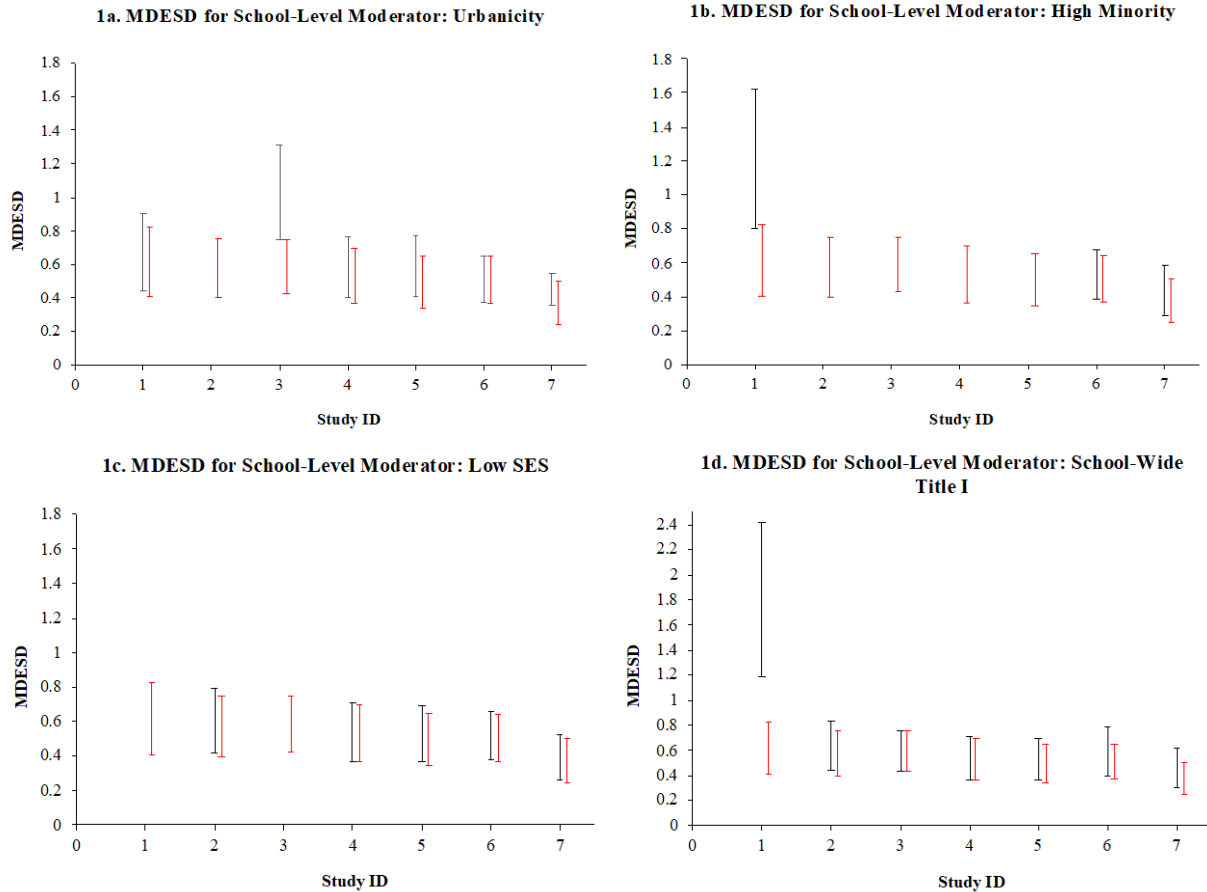 1a. MDESD for School-Level Moderator: Urbanicity
1.8
1.6
1.4
1.2
1
0.8
0.6
0.4
0.2
0
MDESD
0 1 2 3 4 5 6 7
Study ID
1b. MDESD for School-Level Moderator: High Minority
1.8
1.6
1.4
1.2
1
0.8
0.6
0.4
0.2
0
MDESD
0 1 2 3 4 5 6 7
Study ID
1c. MDESD for School-Level Moderator: Low SES
1.8
1.6
1.4
1.2
1
0.8
0.6
0.4
0.2
0
MDESD
0 1 2 3 4 5 6 7
Study ID
1d. MDESD for School-Level Moderator: School-Wide
Title I
2.4
2.2
2
1.8
1.6
1.4
1.2
1
0.8
0.6
0.4
0.2
0
MDESD
0 1 2 3 4 5 6 7
Study ID